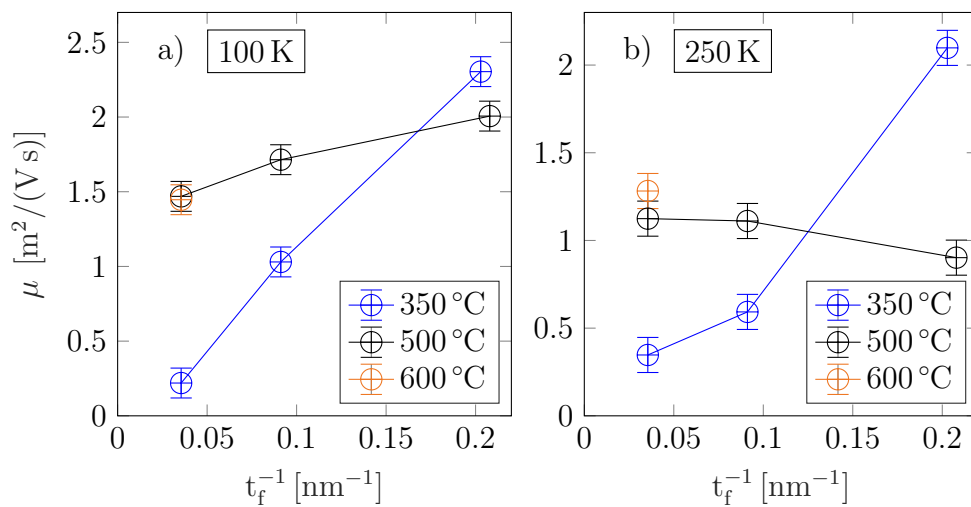 a) 100 K
μ [m²/(V s)]
2.5
2
1.5
1
0.5
0
0 0.05 0.1 0.15 0.2
t_f⁻¹ [nm⁻¹]
350 °C
500 °C
600 °C
b) 250 K
2
1.5
1
0.5
0
0 0.05 0.1 0.15 0.2
t_f⁻¹ [nm⁻¹]
350 °C
500 °C
600 °C